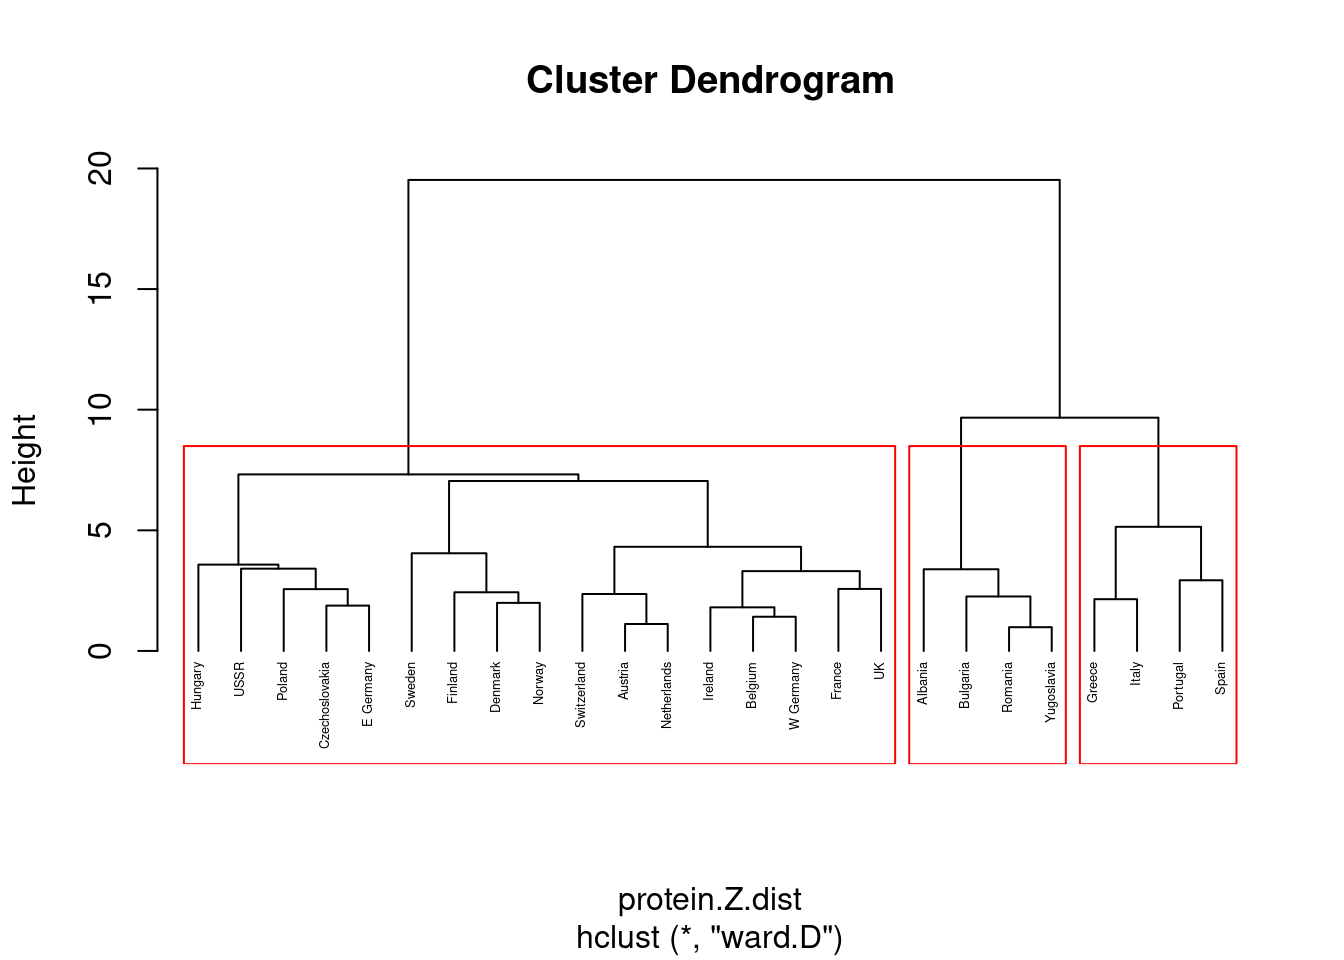 Cluster Dendrogram
Height
20
15
10
5
0
Hungary
USSR
Poland
Czechoslovakia
E Germany
Sweden
Finland
Denmark
Norway
Switzerland
Austria
Netherlands
Ireland
Belgium
W Germany
France
UK
Albania
Bulgaria
Romania
Yugoslavia
Greece
Italy
Portugal
Spain
protein.Z.dist
hclust (*, "ward.D")